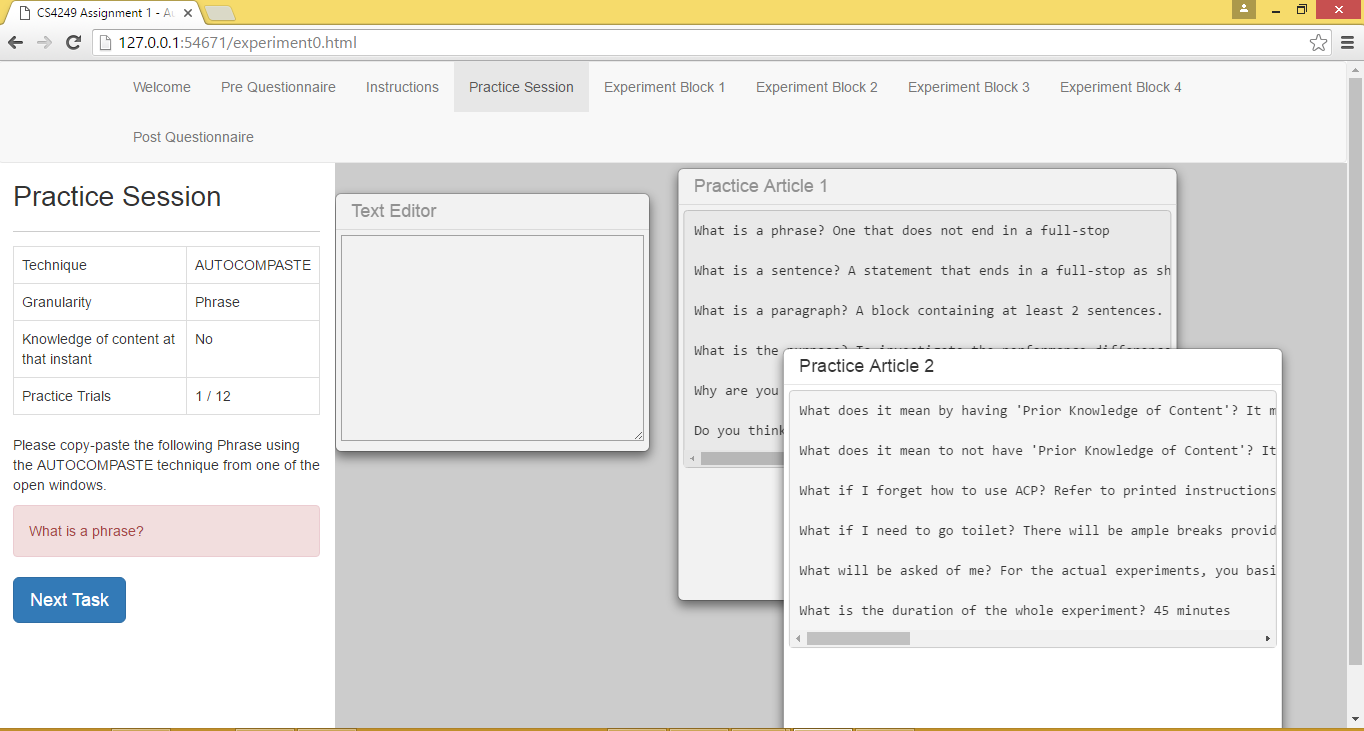 CS4249 Assignment 1 - Au
127.0.0.1:54671/experiment0.html
Welcome Pre Questionnaire Instructions Practice Session Experiment Block 1 Experiment Block 2 Experiment Block 3 Experiment Block 4
Post Questionnaire
Practice Session
Technique AUTOCOMPASTE
Granularity Phrase
Knowledge of content at
that instant No
Practice Trials 1 / 12
Please copy-paste the following Phrase using
the AUTOCOMPASTE technique from one of the
open windows.
What is a phrase?
Next Task
Text Editor
Practice Article 1
What is a phrase? One that does not end in a full-stop
What is a sentence? A statement that ends in a full-stop as sh
What is a paragraph? A block containing at least 2 sentences.
What is the purpose? To investigate the performance difference
Why are you
Do you think
Practice Article 2
What does it mean by having 'Prior Knowledge of Content'? It m
What does it mean to not have 'Prior Knowledge of Content'? It
What if I forget how to use ACP? Refer to printed instructions
What if I need to go toilet? There will be ample breaks provid
What will be asked of me? For the actual experiments, you basi
What is the duration of the whole experiment? 45 minutes